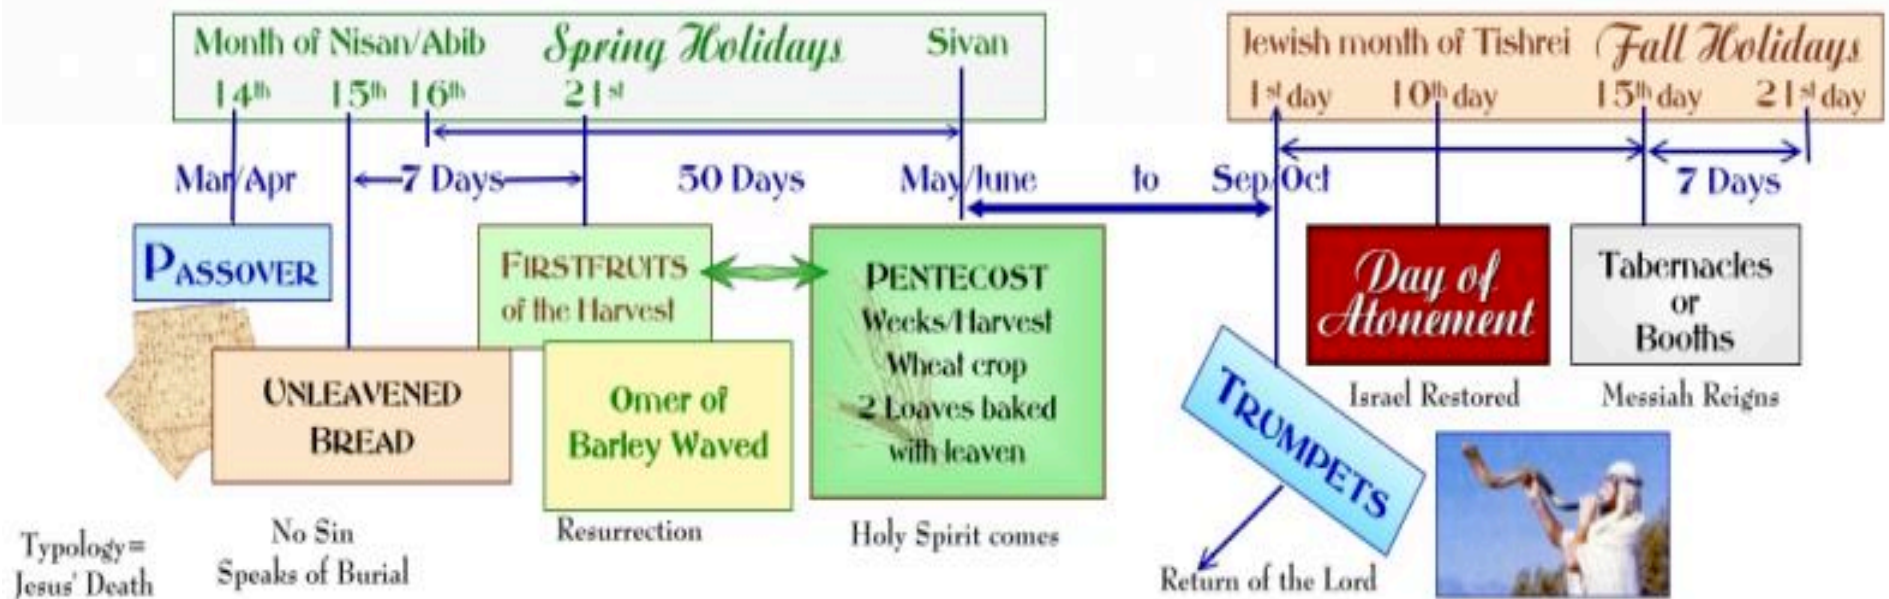 Month of Nisan/Abib Spring Holidays Sivan
14th 15th 16th 21st
Jewish month of Tishrei Fall Holidays
1st day 10th day 15th day 21st day
Mar/Apr 7 Days 50 Days May/June to Sep/Oct 7 Days
PASSOVER
UNLEAVENED
BREAD
FIRSTFRUITS
of the Harvest
Omer of
Barley Waved
PENTECOST
Weeks/Harvest
Wheat crop
2 Loaves baked
with leaven
TRUMPETS
Day of
Atonement
Tabernacles
or
Booths
Israel Restored
Messiah Reigns
Typology=
Jesus' Death
No Sin
Speaks of Burial
Resurrection
Holy Spirit comes
Return of the Lord